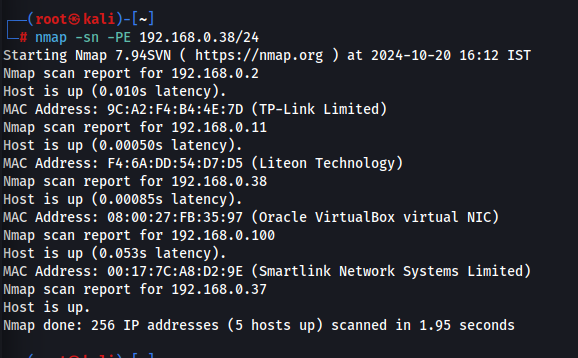 ┌──(root㉿kali)-[~]
└─# nmap -sn -PE 192.168.0.38/24
Starting Nmap 7.94SVN ( https://nmap.org ) at 2024-10-20 16:12 IST
Nmap scan report for 192.168.0.2
Host is up (0.010s latency).
MAC Address: 9C:A2:F4:B4:4E:7D (TP-Link Limited)
Nmap scan report for 192.168.0.11
Host is up (0.00050s latency).
MAC Address: F4:6A:DD:54:D7:D5 (Liteon Technology)
Nmap scan report for 192.168.0.38
Host is up (0.00085s latency).
MAC Address: 08:00:27:FB:35:97 (Oracle VirtualBox virtual NIC)
Nmap scan report for 192.168.0.100
Host is up (0.053s latency).
MAC Address: 00:17:7C:A8:D2:9E (Smartlink Network Systems Limited)
Nmap scan report for 192.168.0.37
Host is up.
Nmap done: 256 IP addresses (5 hosts up) scanned in 1.95 seconds